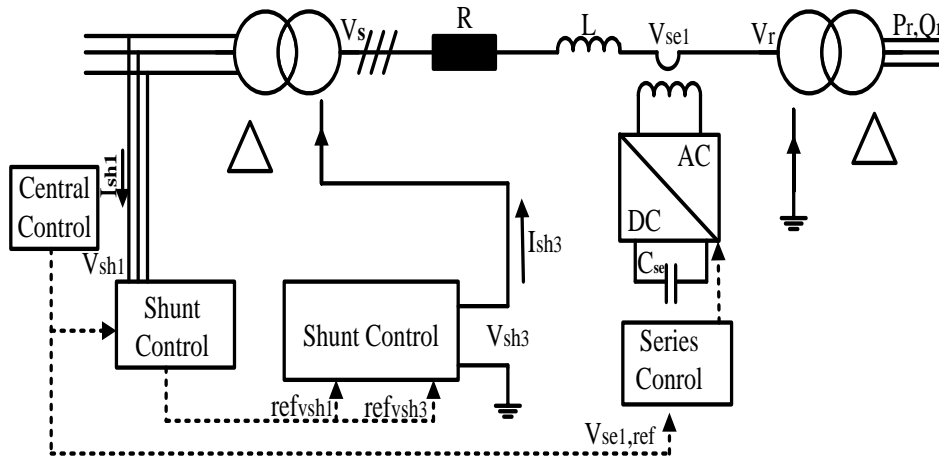 Vs
R
L
Vse1
Vr
Pr,Qr
Ish1
Central
Control
AC
DC
Ish3
Vsh1
Cse
Shunt
Control
Shunt Control
Vsh3
Series
Conrol
refvsh1
refvsh3
Vse1,ref